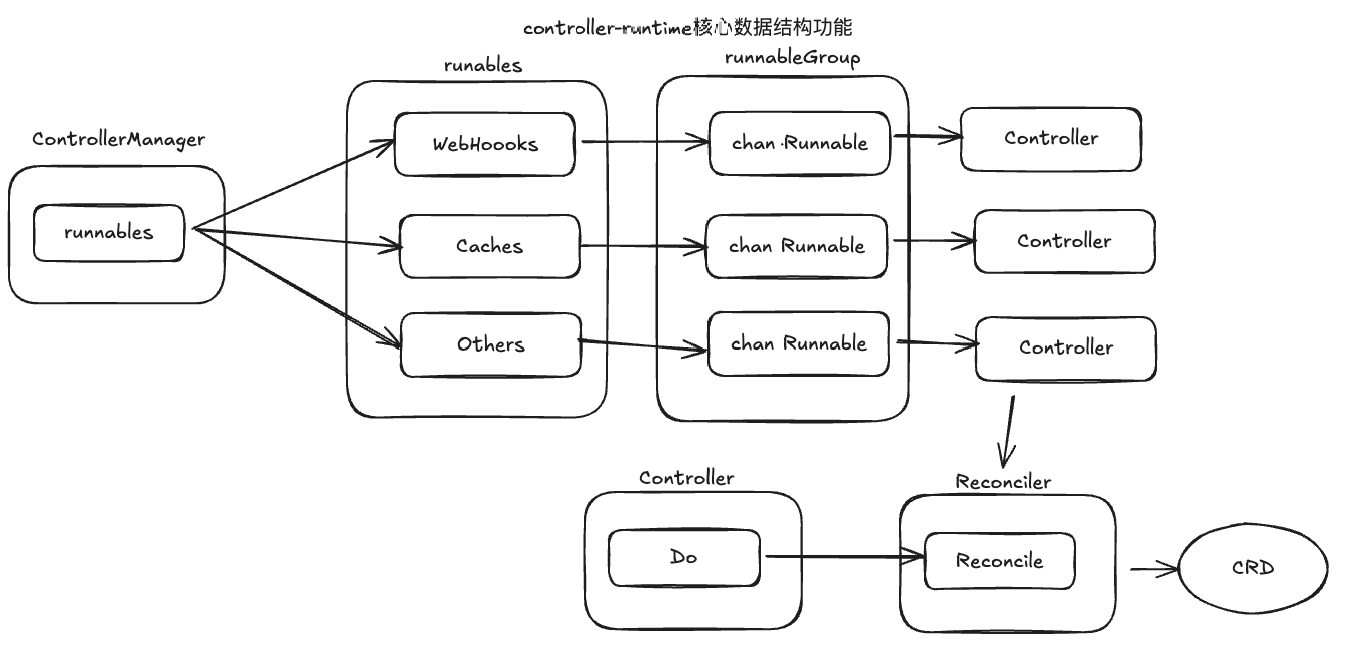 controller-runtime核心数据结构功能
ControllerManager
runnables
runables
WebHoooks
Caches
Others
runnableGroup
chan Runnable
chan Runnable
chan Runnable
Controller
Controller
Controller
Controller
Do
Reconciler
Reconcile
CRD